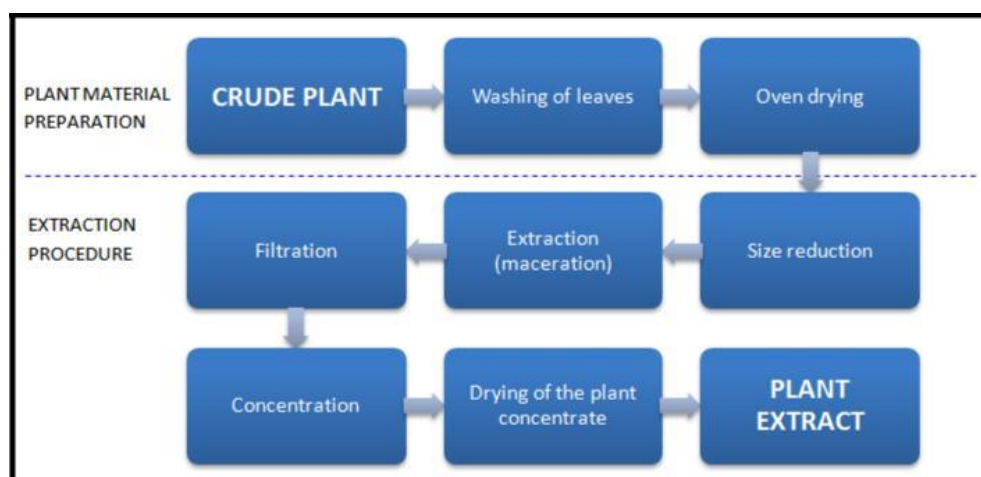 PLANT MATERIAL
PREPARATION
CRUDE PLANT
Washing of leaves
Oven drying
EXTRACTION
PROCEDURE
Filtration
Extraction
(maceration)
Size reduction
Concentration
Drying of the plant
concentrate
PLANT
EXTRACT